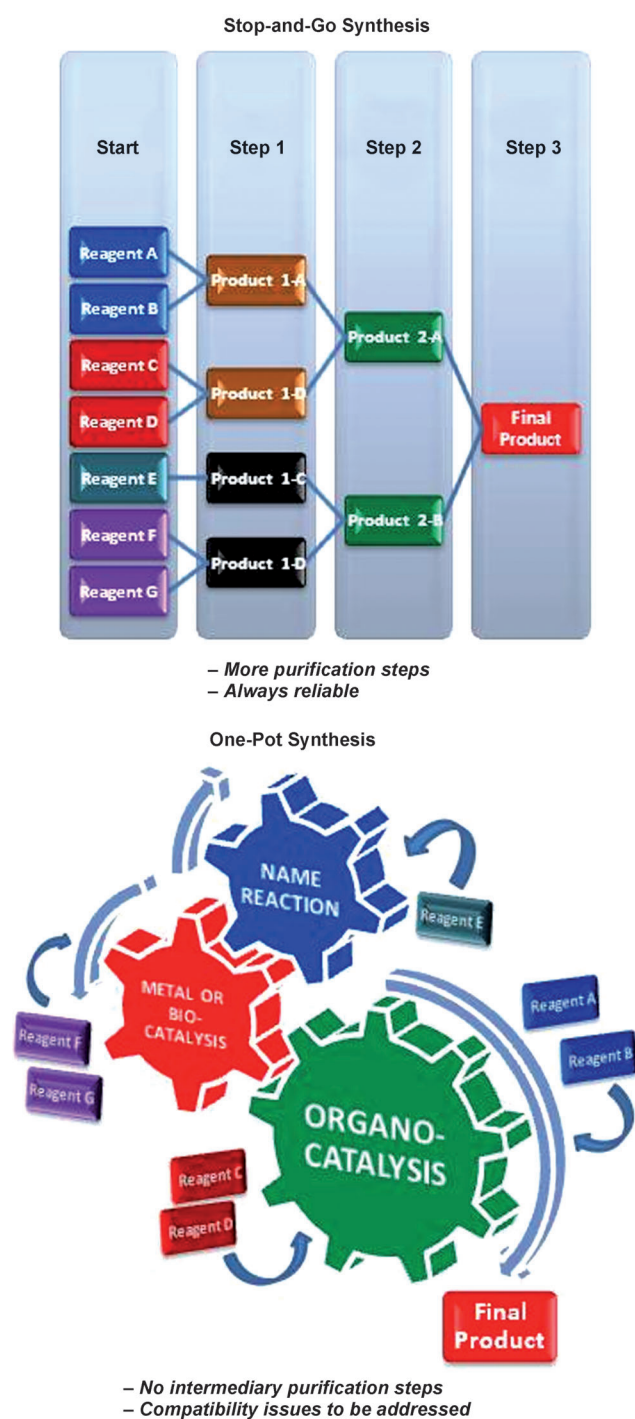 Stop-and-Go Synthesis
Start
Step 1
Step 2
Step 3
Reagent A
Reagent B
Reagent C
Reagent D
Reagent E
Reagent F
Reagent G
Product 1-A
Product 1-D
Product 1-C
Product 1-D
Product 2-A
Product 2-B
Final
Product
– More purification steps
– Always reliable
One-Pot Synthesis
NAME
REACTION
Reagent E
METAL OR
BIO-
CATALYSIS
Reagent A
Reagent B
Reagent F
Reagent G
ORGANO-
CATALYSIS
Reagent C
Reagent D
Final
Product
– No intermediary purification steps
– Compatibility issues to be addressed